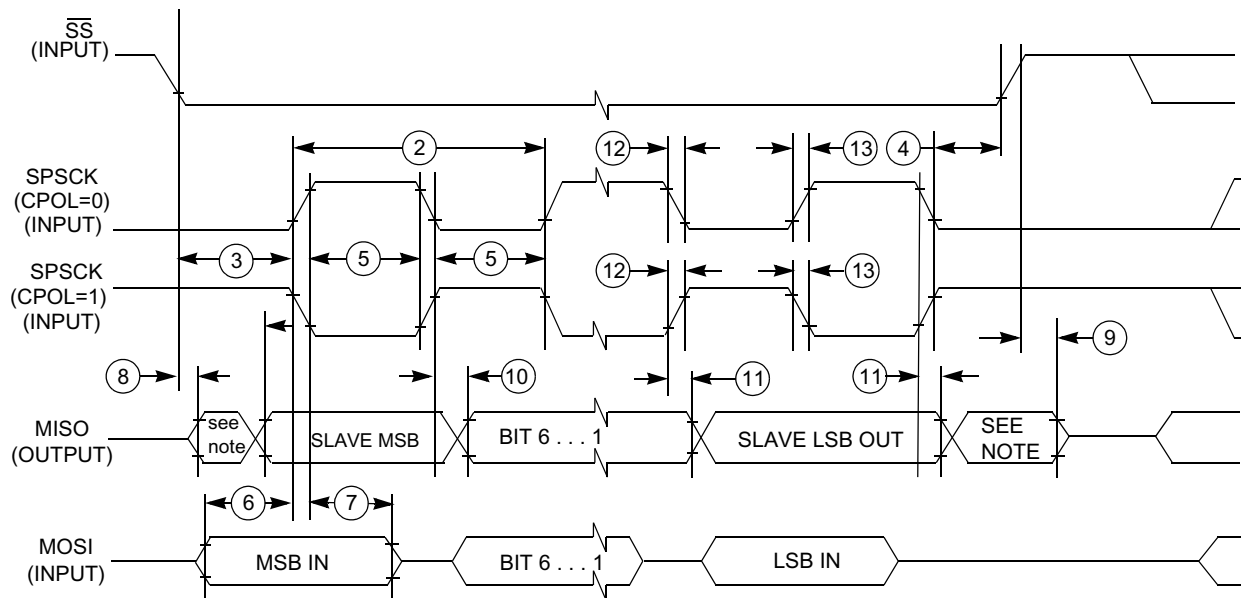 SS
(INPUT)
2
12
13
4
SPSCK
(CPOL=0)
(INPUT)
3
5
5
12
13
SPSCK
(CPOL=1)
(INPUT)
9
8
10
11
11
MISO
(OUTPUT)
see
note
SLAVE MSB
BIT 6 . . . 1
SLAVE LSB OUT
SEE
NOTE
6
7
MOSI
(INPUT)
MSB IN
BIT 6 . . . 1
LSB IN